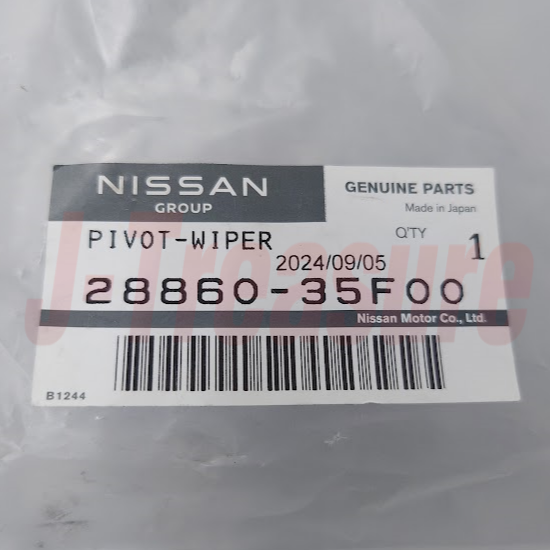 NISSAN
GROUP
GENUINE PARTS
Made in Japan
PIVOT-WIPER
Q'TY 1
2024/09/05
28860-35F00
Nissan Motor Co., Ltd.
B1244
J-Treasure